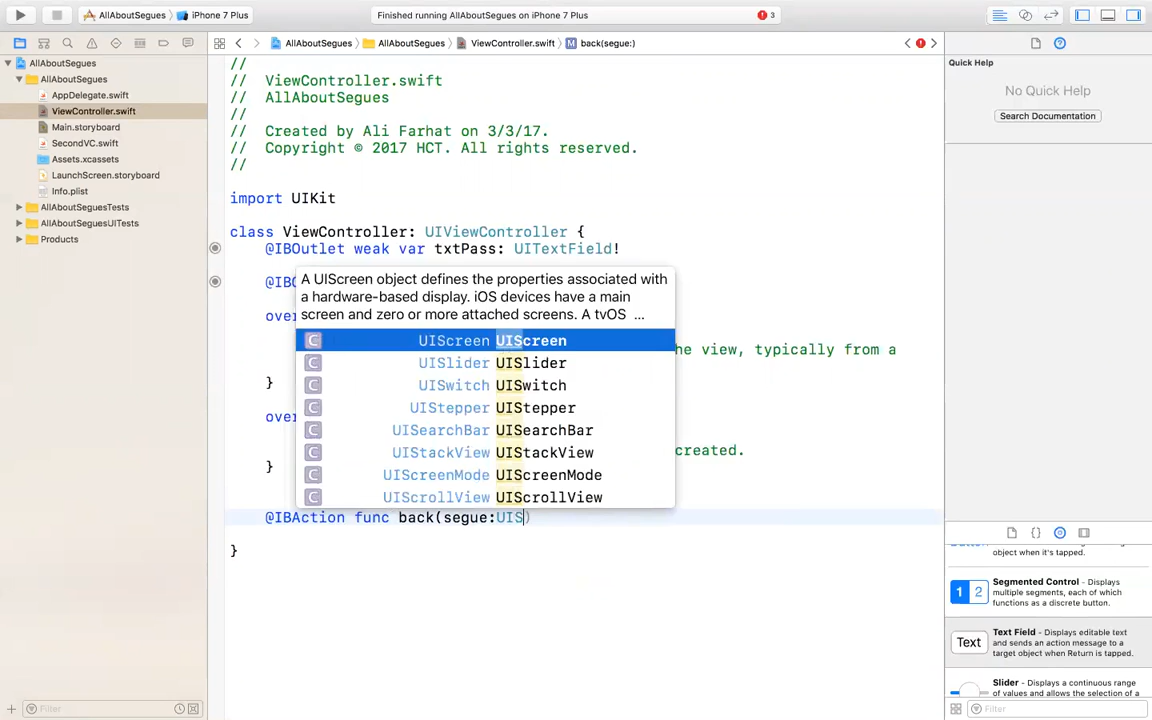 AllAboutSegues
iPhone 7 Plus
Finished running AllAboutSegues on iPhone 7 Plus
3
AllAboutSegues
AllAboutSegues
ViewController.swift
M
back(segue:)
AllAboutSegues
AllAboutSegues
AppDelegate.swift
ViewController.swift
Main.storyboard
SecondVC.swift
Assets.xcassets
LaunchScreen.storyboard
Info.plist
AllAboutSeguesTests
AllAboutSeguesUITests
Products
Filter
//
//  ViewController.swift
//  AllAboutSegues
//
//  Created by Ali Farhat on 3/3/17.
//  Copyright © 2017 HCT. All rights reserved.
//
import UIKit
class ViewController: UIViewController {
@IBOutlet weak var txtPass: UITextField!
@IBO
over
he view, typically from a
}
over
created.
}
A UIScreen object defines the properties associated with
a hardware-based display. iOS devices have a main
screen and zero or more attached screens. A tvOS ...
C UIScreen UIScreen
C UISlider UISlider
C UISwitch UISwitch
C UIStepper UIStepper
C UISearchBar UISearchBar
C UIStackView UIStackView
C UIScreenMode UIScreenMode
C UIScrollView UIScrollView
@IBAction func back(segue:UIS)
}
Quick Help
No Quick Help
Search Documentation
object when it's tapped.
1 2
Segmented Control - Displays
multiple segments, each of which
functions as a discrete button.
Text
Text Field - Displays editable text
and sends an action message to a
target object when Return is tapped.
Slider - Displays a continuous range
of values and allows the selection of a
Filter